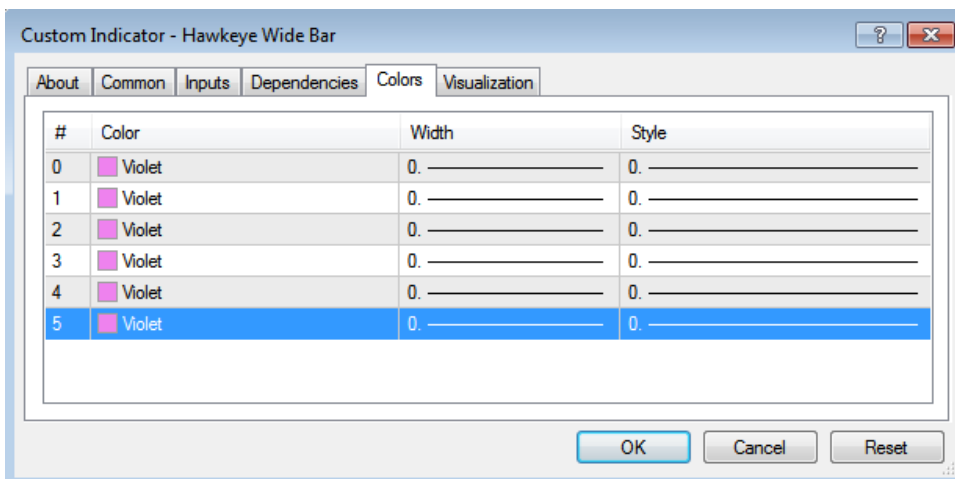 Custom Indicator - Hawkeye Wide Bar
About Common Inputs Dependencies Colors Visualization
# Color Width Style
0 Violet 0. 0.
1 Violet 0. 0.
2 Violet 0. 0.
3 Violet 0. 0.
4 Violet 0. 0.
5 Violet 0. 0.
OK Cancel Reset